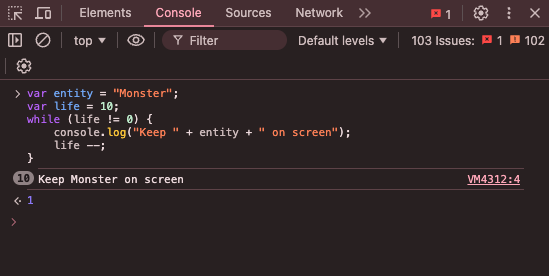 Elements Console Sources Network 1
top Filter Default levels 103 Issues: 1 102
var entity = "Monster";
var life = 10;
while (life != 0) {
console.log("Keep " + entity + " on screen");
life --;
}
10 Keep Monster on screen VM4312:4
1